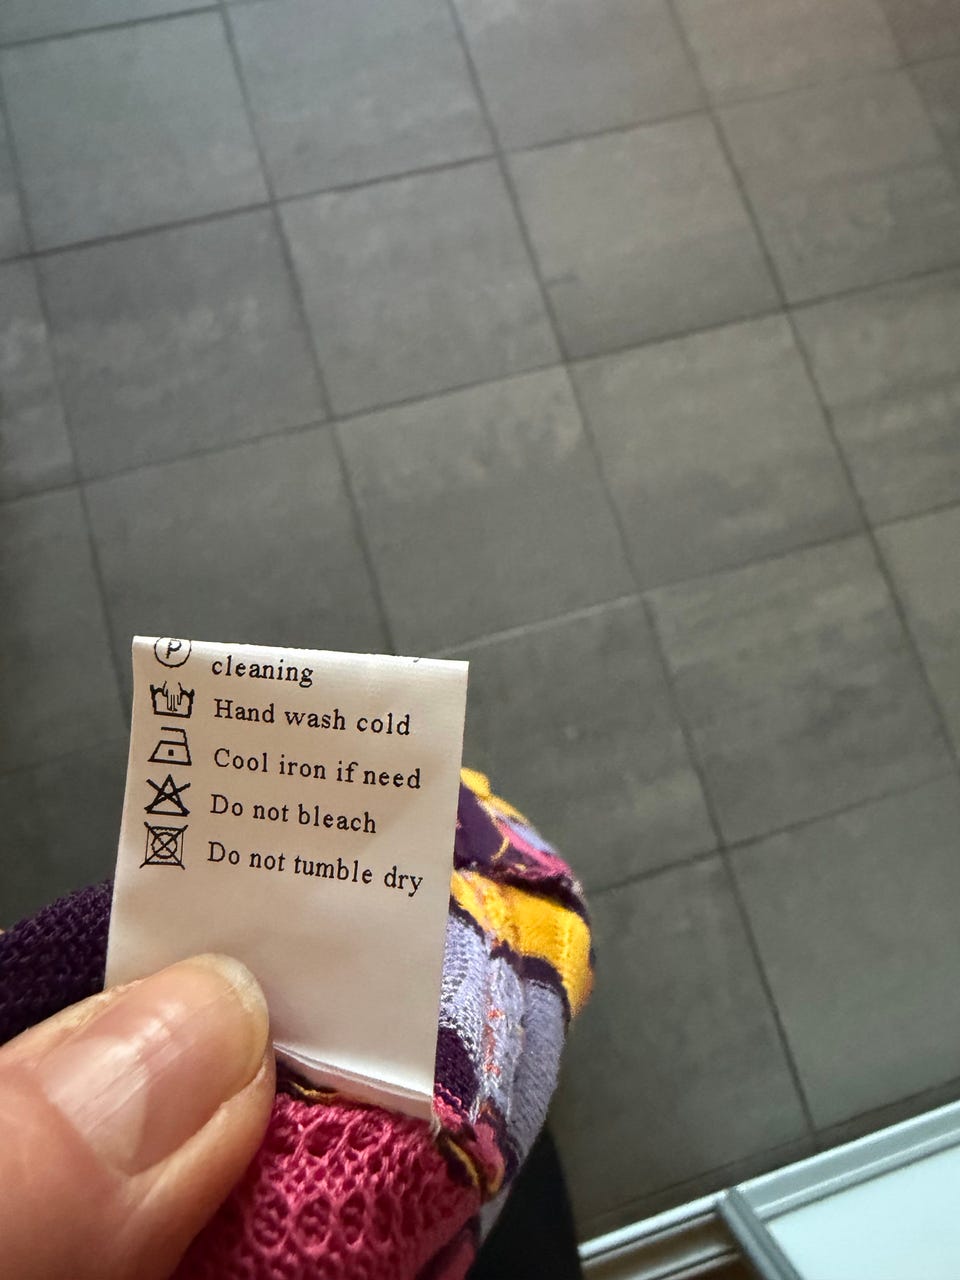 P
cleaning
Hand wash cold
Cool iron if need
Do not bleach
Do not tumble dry